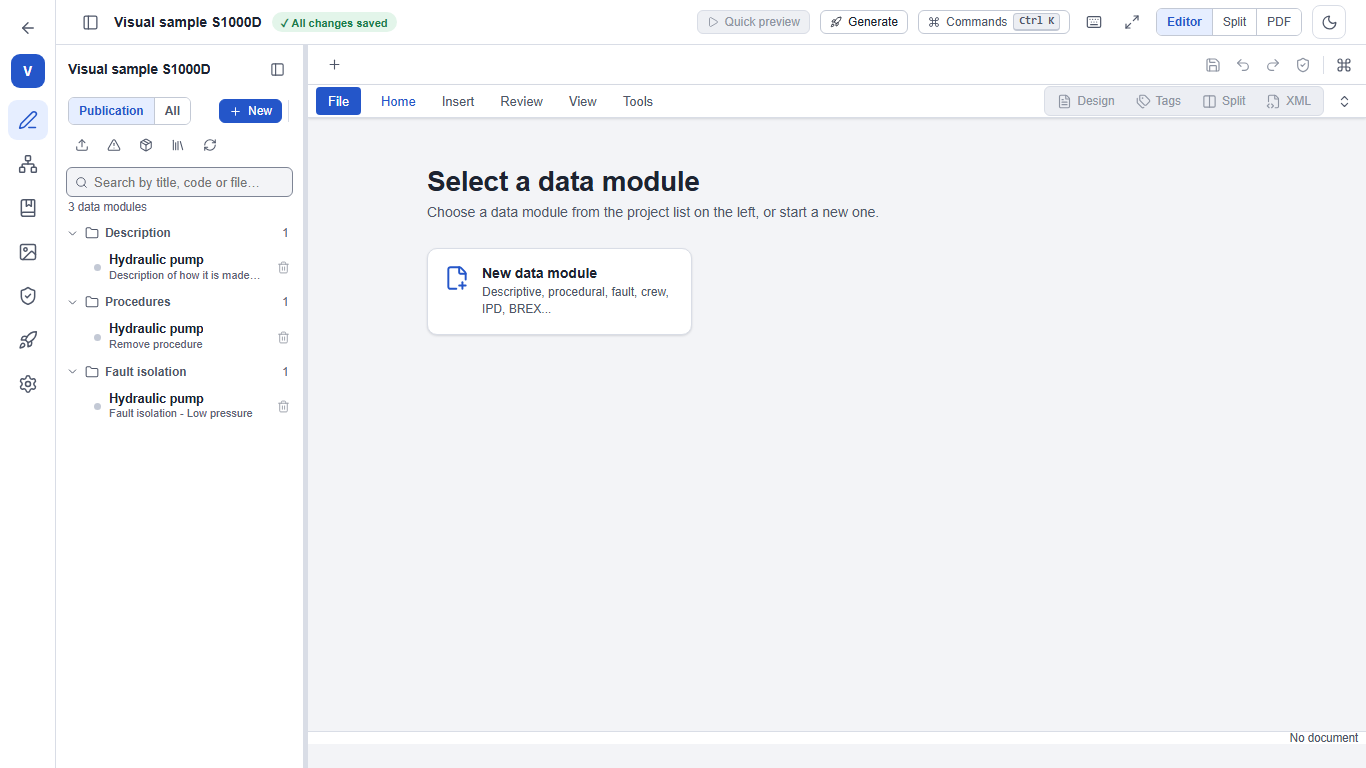 Visual sample S1000D
✓ All changes saved
Quick preview
Generate
Commands Ctrl K
Editor
Split
PDF
V
Visual sample S1000D
Publication
All
New
Search by title, code or file…
3 data modules
Description 1
Hydraulic pump
Description of how it is made…
Procedures 1
Hydraulic pump
Remove procedure
Fault isolation 1
Hydraulic pump
Fault isolation - Low pressure
File
Home
Insert
Review
View
Tools
Design
Tags
Split
XML
Select a data module
Choose a data module from the project list on the left, or start a new one.
New data module
Descriptive, procedural, fault, crew,
IPD, BREX...
No document